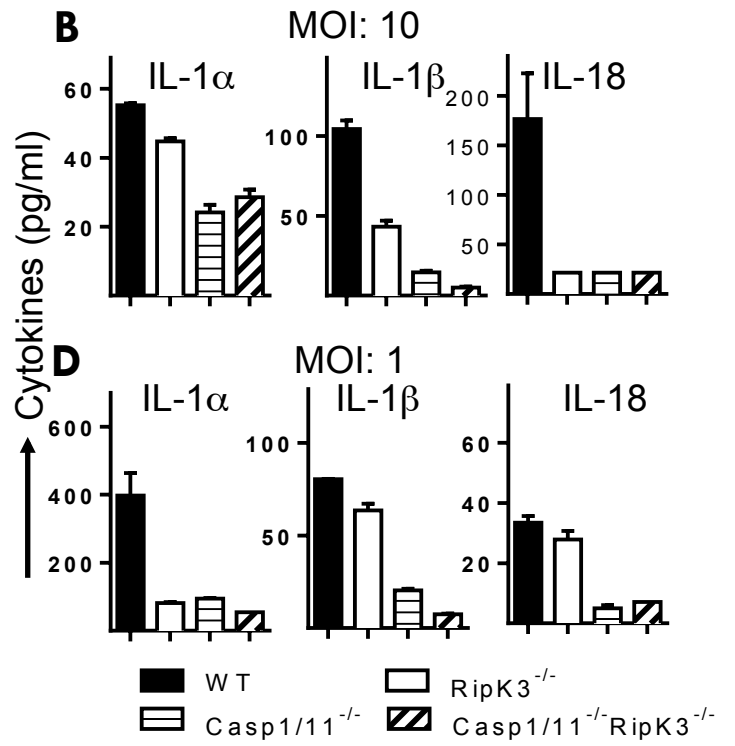 B MOI: 10
IL-1α IL-1β IL-18
60
40
20
100
50
200
150
100
50
Cytokines (pg/ml)
D MOI: 1
IL-1α IL-1β IL-18
600
400
200
100
50
60
40
20
WT RipK3-/-
Casp1/11-/- Casp1/11-/-RipK3-/-